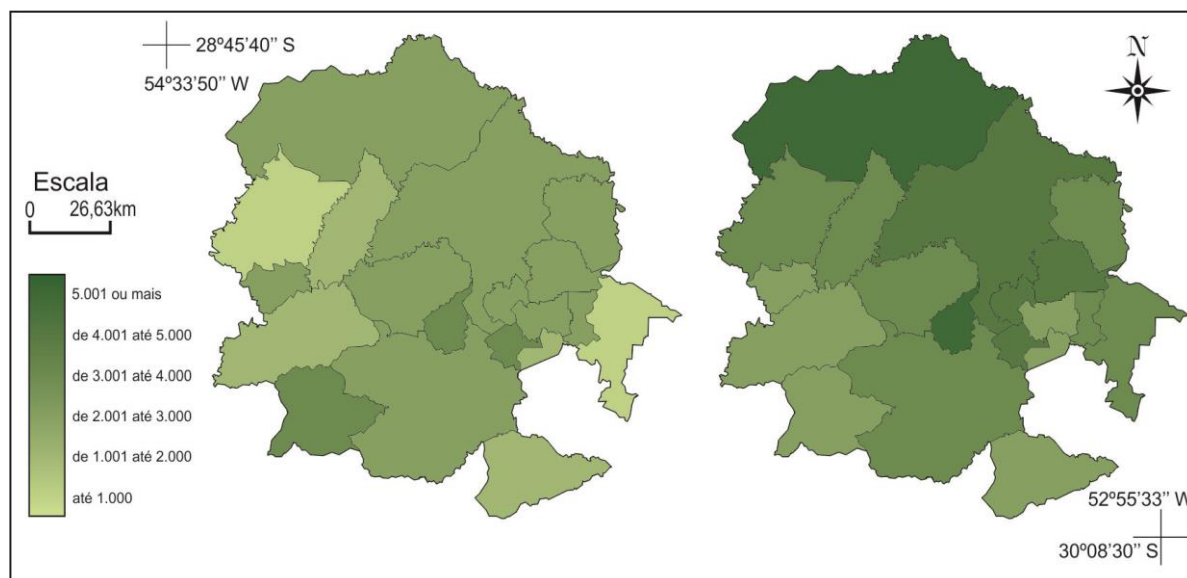 28º45'40'' S
54º33'50'' W
N
Escala
0 26,63km
5.001 ou mais
de 4.001 até 5.000
de 3.001 até 4.000
de 2.001 até 3.000
de 1.001 até 2.000
até 1.000
52º55'33'' W
30º08'30'' S